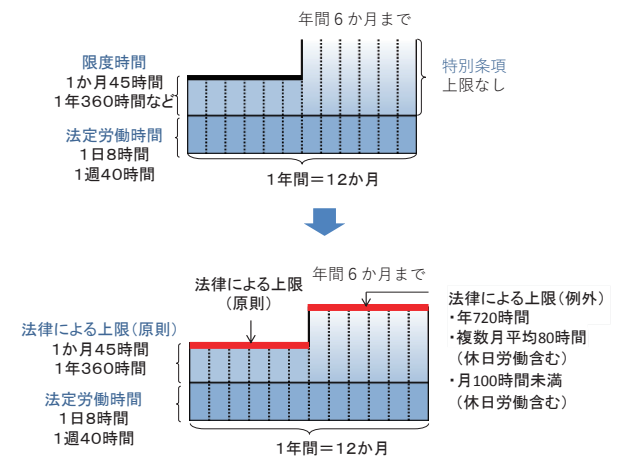 年間６か月まで
限度時間
１か月45時間
１年360時間など
特別条項
上限なし
法定労働時間
１日８時間
１週40時間
１年間＝12か月
年間６か月まで
法律による上限
（原則）
法律による上限（例外）
・年720時間
・複数月平均80時間
（休日労働含む）
・月100時間未満
（休日労働含む）
法律による上限（原則）
１か月45時間
１年360時間
法定労働時間
１日８時間
１週40時間
１年間＝12か月